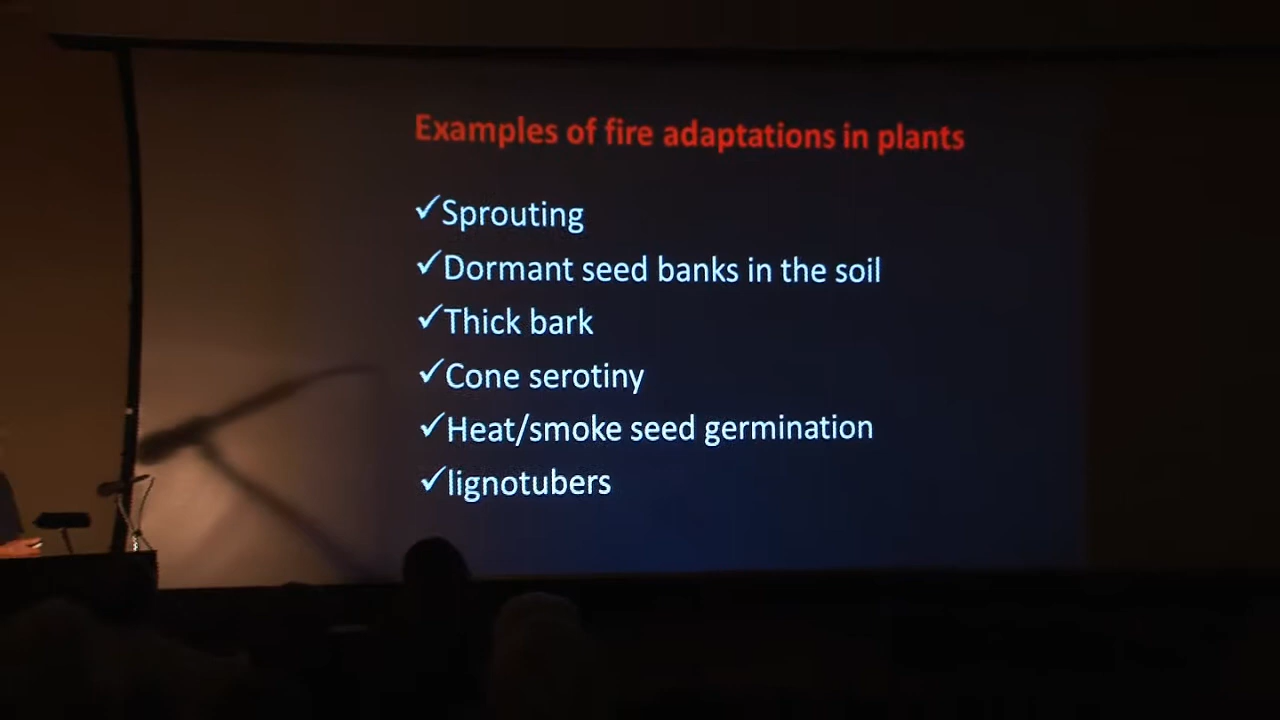 Examples of fire adaptations in plants
✓Sprouting
✓Dormant seed banks in the soil
✓Thick bark
✓Cone serotiny
✓Heat/smoke seed germination
✓lignotubers